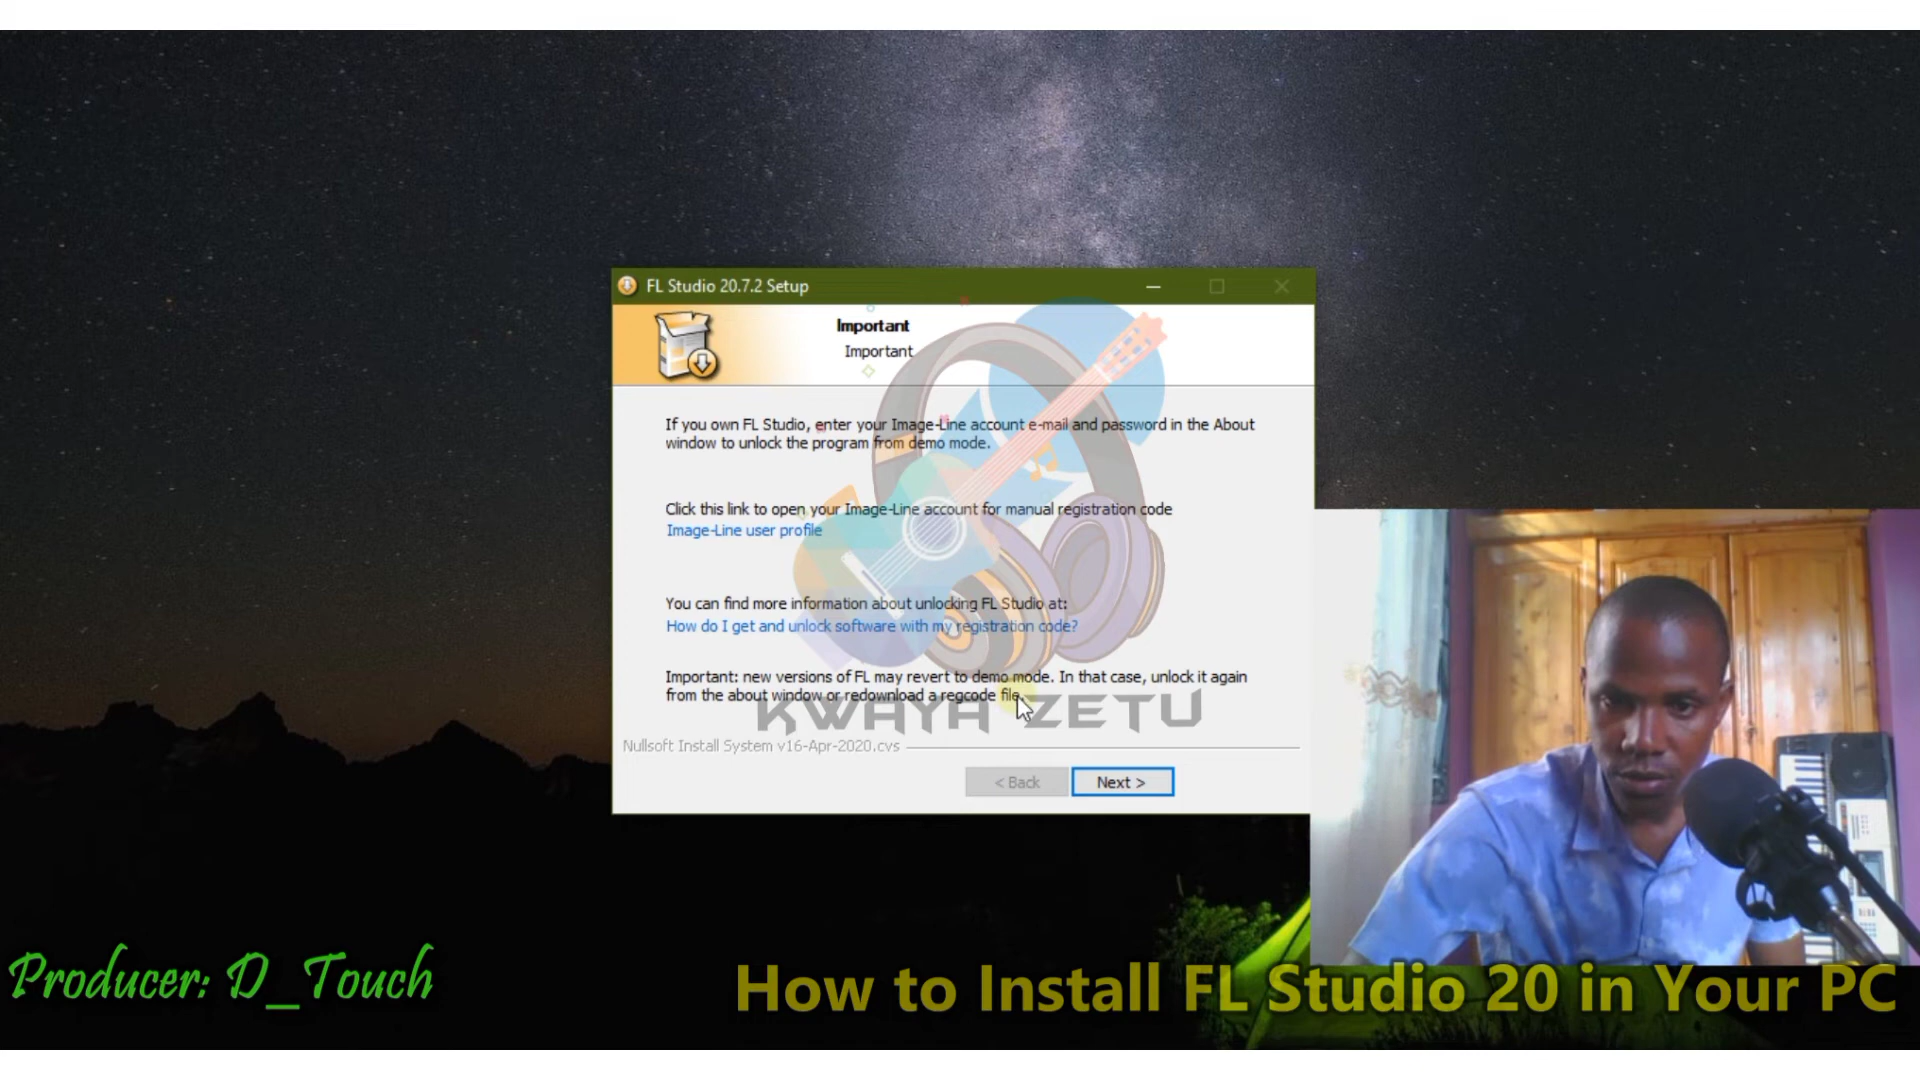 FL Studio 20.7.2 Setup
Important
Important
If you own FL Studio, enter your Image-Line account e-mail and password in the About
window to unlock the program from demo mode.
Click this link to open your Image-Line account for manual registration code
Image-Line user profile
You can find more information about unlocking FL Studio at:
How do I get and unlock software with my registration code?
Important: new versions of FL may revert to demo mode. In that case, unlock it again
from the about window or redownload a regcode file.
KWAYA ZETU
Nullsoft Install System v16-Apr-2020.cvs
< Back
Next >
Producer: D_Touch
How to Install FL Studio 20 in Your PC